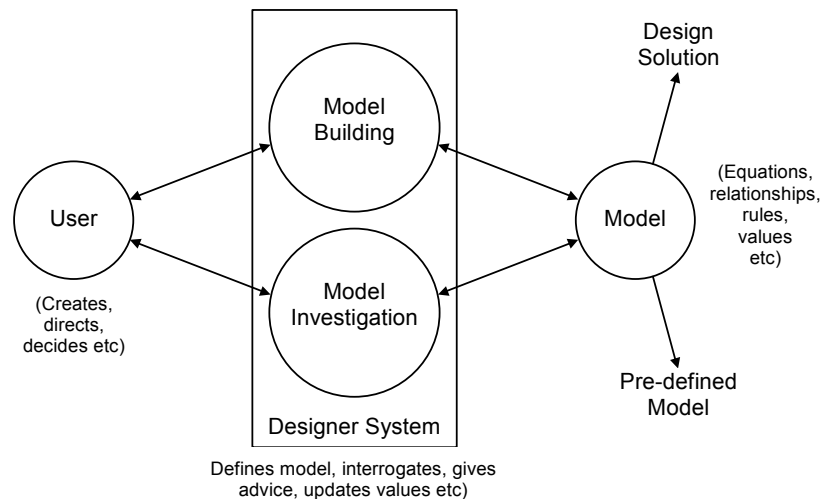 User
(Creates,
directs,
decides etc)
Model
Building
Model
Investigation
Designer System
Defines model, interrogates, gives
advice, updates values etc)
Design
Solution
Model
(Equations,
relationships,
rules,
values
etc)
Pre-defined
Model